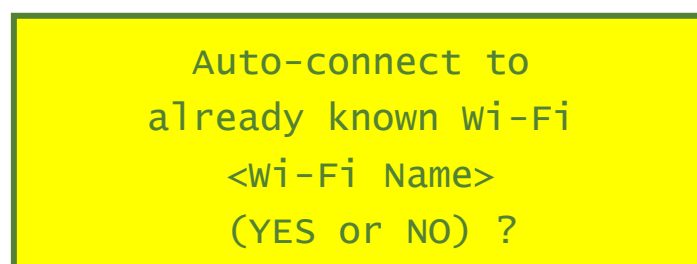 Auto-connect to
already known Wi-Fi
<Wi-Fi Name>
(YES or NO) ?